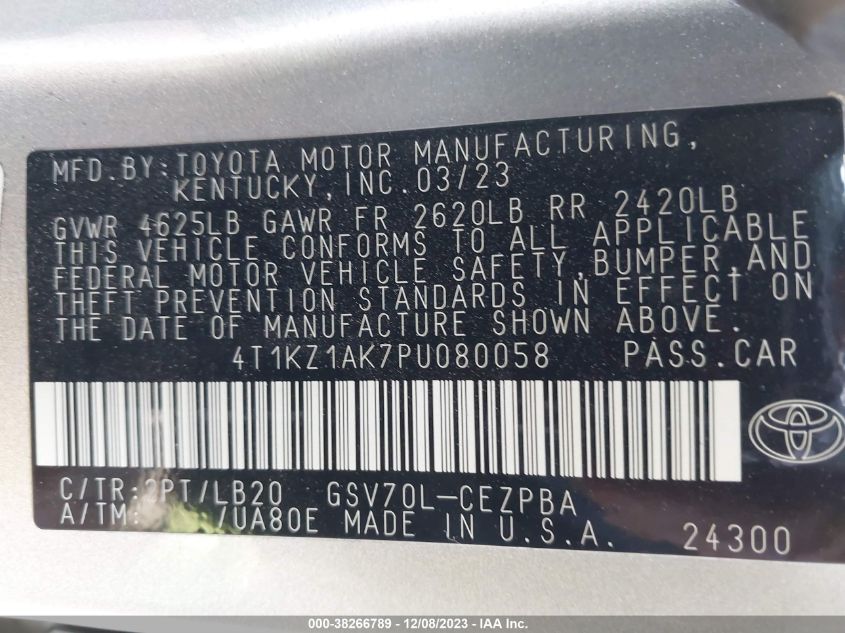 MFD.BY: TOYOTA MOTOR MANUFACTURING,
KENTUCKY, INC. 03/23
GVWR 4625LB GAWR FR 2620LB RR 2420LB
THIS VEHICLE CONFORMS TO ALL APPLICABLE
FEDERAL MOTOR VEHICLE SAFETY, BUMPER, AND
THEFT PREVENTION STANDARDS IN EFFECT ON
THE DATE OF MANUFACTURE SHOWN ABOVE.
4T1KZ1AK7PU080058 PASS.CAR
C/TR: 2PT/LB20 GSV70L-CEZPBA
A/TM: /UA80E MADE IN U.S.A. 24300
000-38266789 - 12/08/2023 - IAA Inc.